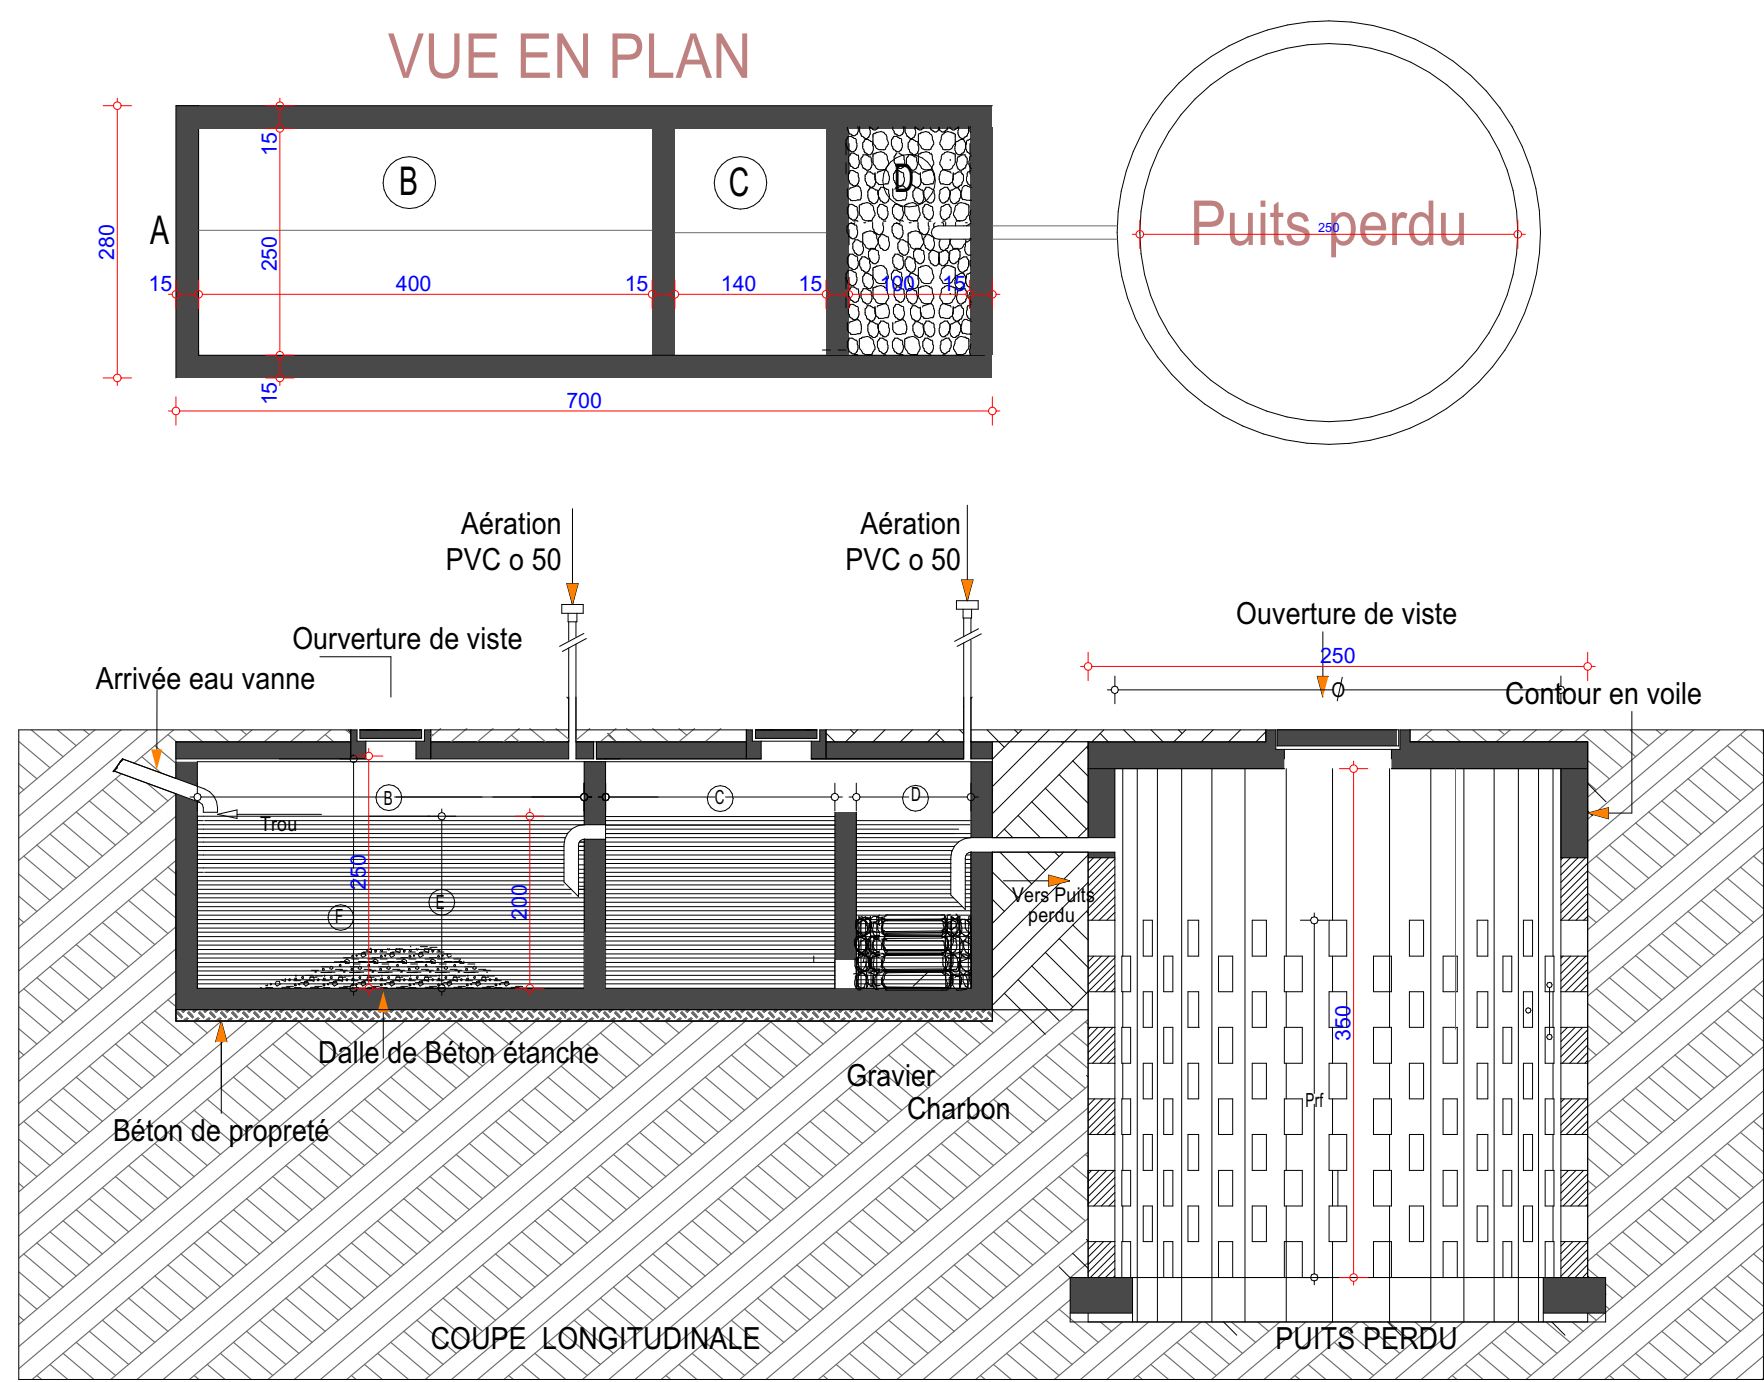 VUE EN PLAN
15
B
C
D
A
280
250
Puits perdu
250
15
400
15
140
15
100
15
15
700
Aération
PVC o 50
Aération
PVC o 50
Ourverture de viste
Ouverture de viste
250
Ø
Arrivée eau vanne
Contour en voile
B
C
D
Trou
250
F
E
200
Vers Puits
perdu
350
Prf
Dalle de Béton étanche
Gravier
Charbon
Béton de propreté
COUPE LONGITUDINALE
PUITS PERDU